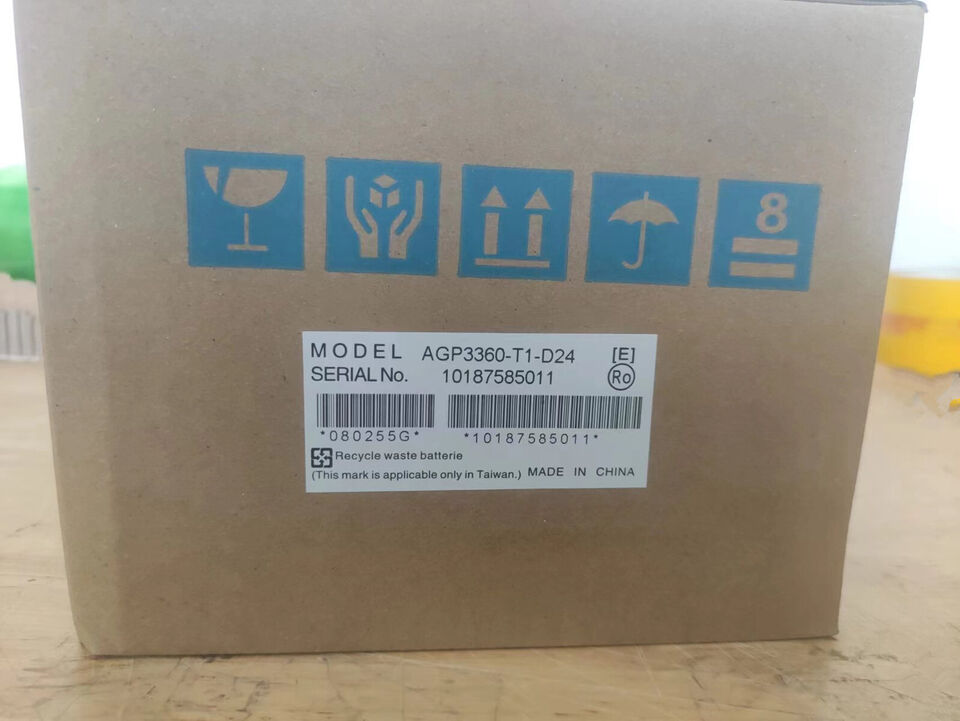 8
MODEL AGP3360-T1-D24 [E]
SERIAL No. 10187585011 Ro
*080255G* *10187585011*
Recycle waste batterie
(This mark is applicable only in Taiwan.) MADE IN CHINA